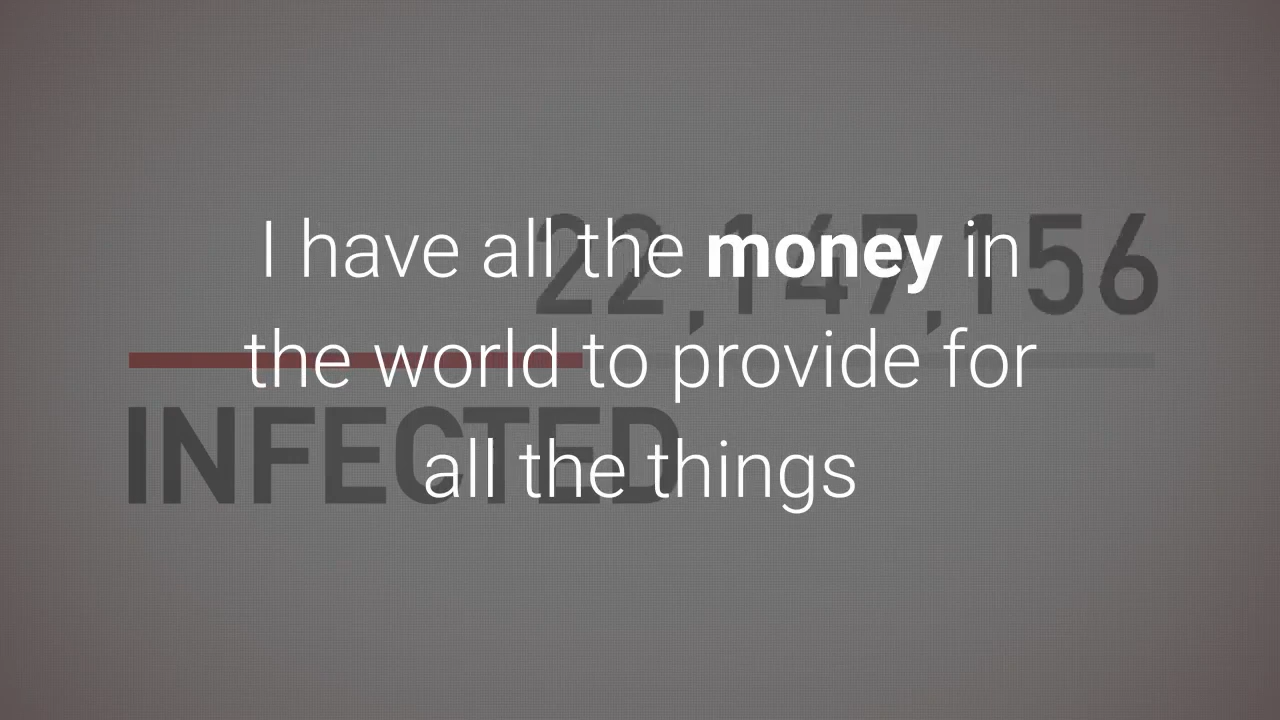 22,147,156
I have all the money in
the world to provide for
INFECTED
all the things